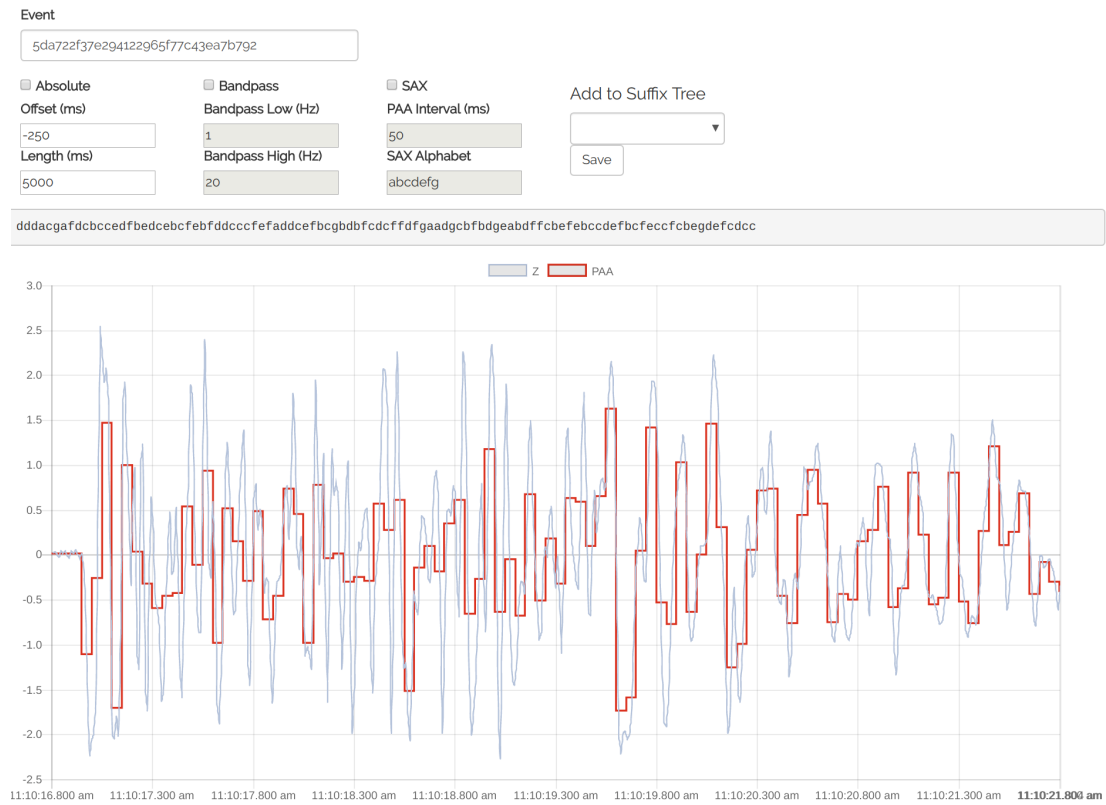 Event
5da722f37e294122965f77c43ea7b792
Absolute Bandpass SAX
Add to Suffix Tree
Offset (ms) Bandpass Low (Hz) PAA Interval (ms)
-250 1 50
Length (ms) Bandpass High (Hz) SAX Alphabet
Save
5000 20 abcdefg
dddacgafdcbccedfbedcebcfebfddcccfefaddcefbcgbdbfcdcffdfgaadgcbfbdgeabdffcbefebccdefbcfeccfcbegdefcdcc
Z PAA
3.0
2.5
2.0
1.5
1.0
0.5
0
-0.5
-1.0
-1.5
-2.0
-2.5
11:10:16.800 am 11:10:17.300 am 11:10:17.800 am 11:10:18.300 am 11:10:18.800 am 11:10:19.300 am 11:10:19.800 am 11:10:20.300 am 11:10:20.800 am 11:10:21.300 am